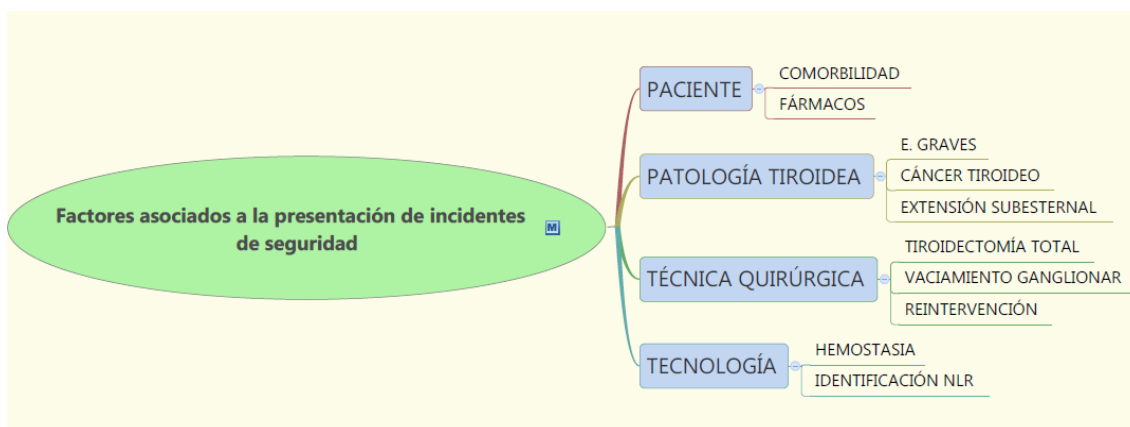 Factores asociados a la presentación de incidentes
de seguridad
M
PACIENTE
COMORBILIDAD
FÁRMACOS
PATOLOGÍA TIROIDEA
E. GRAVES
CÁNCER TIROIDEO
EXTENSIÓN SUBESTERNAL
TÉCNICA QUIRÚRGICA
TIROIDECTOMÍA TOTAL
VACIAMIENTO GANGLIONAR
REINTERVENCIÓN
TECNOLOGÍA
HEMOSTASIA
IDENTIFICACIÓN NLR